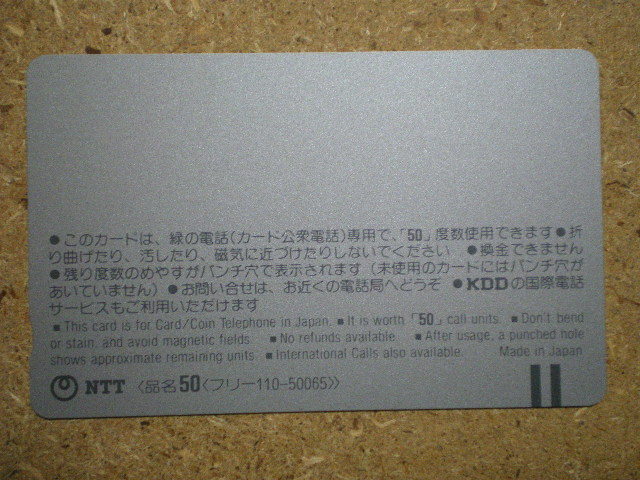 ●このカードは、緑の電話(カード公衆電話)専用で、「50」度数使用できます●折
り曲げたり、汚したり、磁気に近づけたりしないでください ●換金できません
●残り度数のめやすがパンチ穴で表示されます(未使用のカードにはパンチ穴が
あいていません)●お問い合せは、お近くの電話局へどうぞ ●KDDの国際電話
サービスもご利用いただけます
■This card is for Card/Coin Telephone in Japan. ■It is worth「50」call units. ■Don't bend
or stain, and avoid magnetic fields ■No refunds available ■After usage, a punched hole
shows approximate remaining units. ■International Calls also available. Made in Japan
NTT 〈品名50〈フリー110-50065〉〉